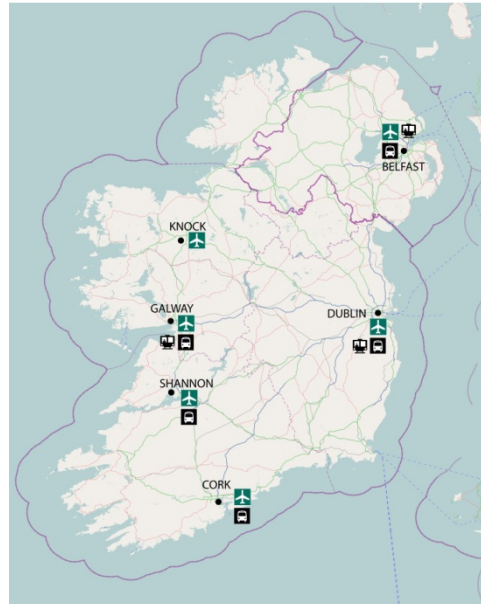 BELFAST
KNOCK
GALWAY
DUBLIN
SHANNON
CORK